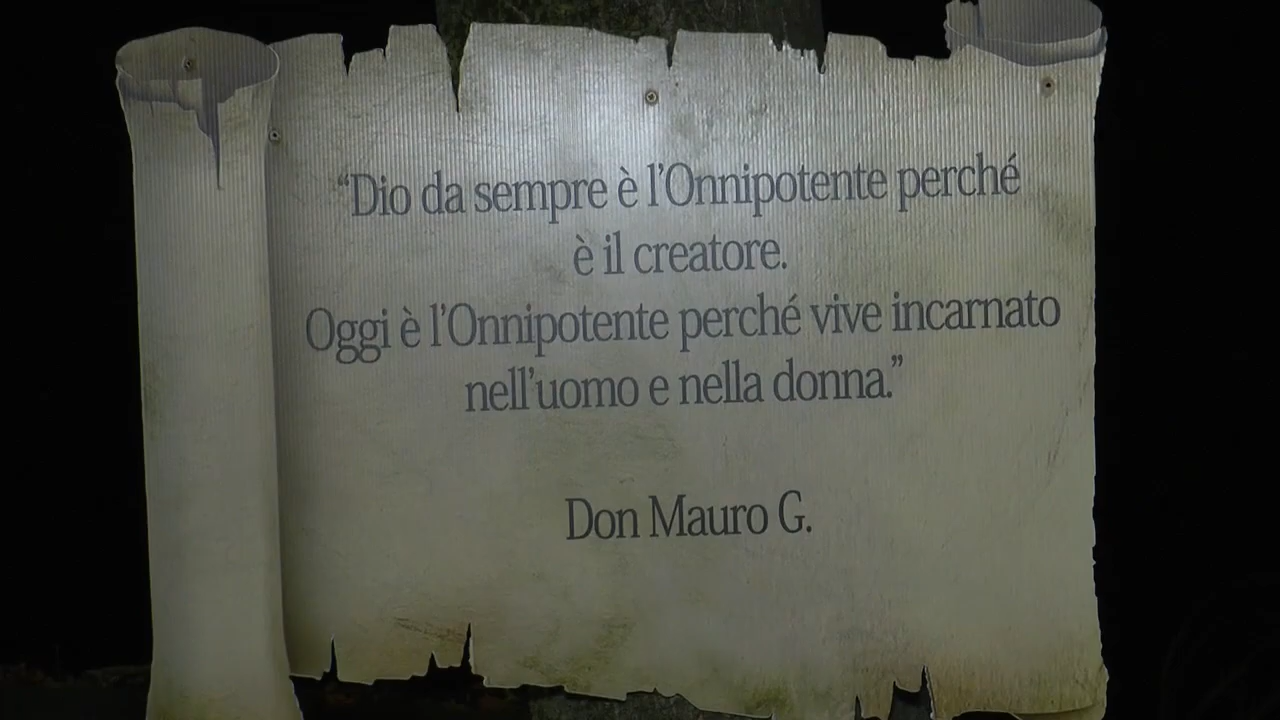 “Dio da sempre è l’Onnipotente perché
è il creatore.
Oggi è l’Onnipotente perché vive incarnato
nell’uomo e nella donna.”
Don Mauro G.